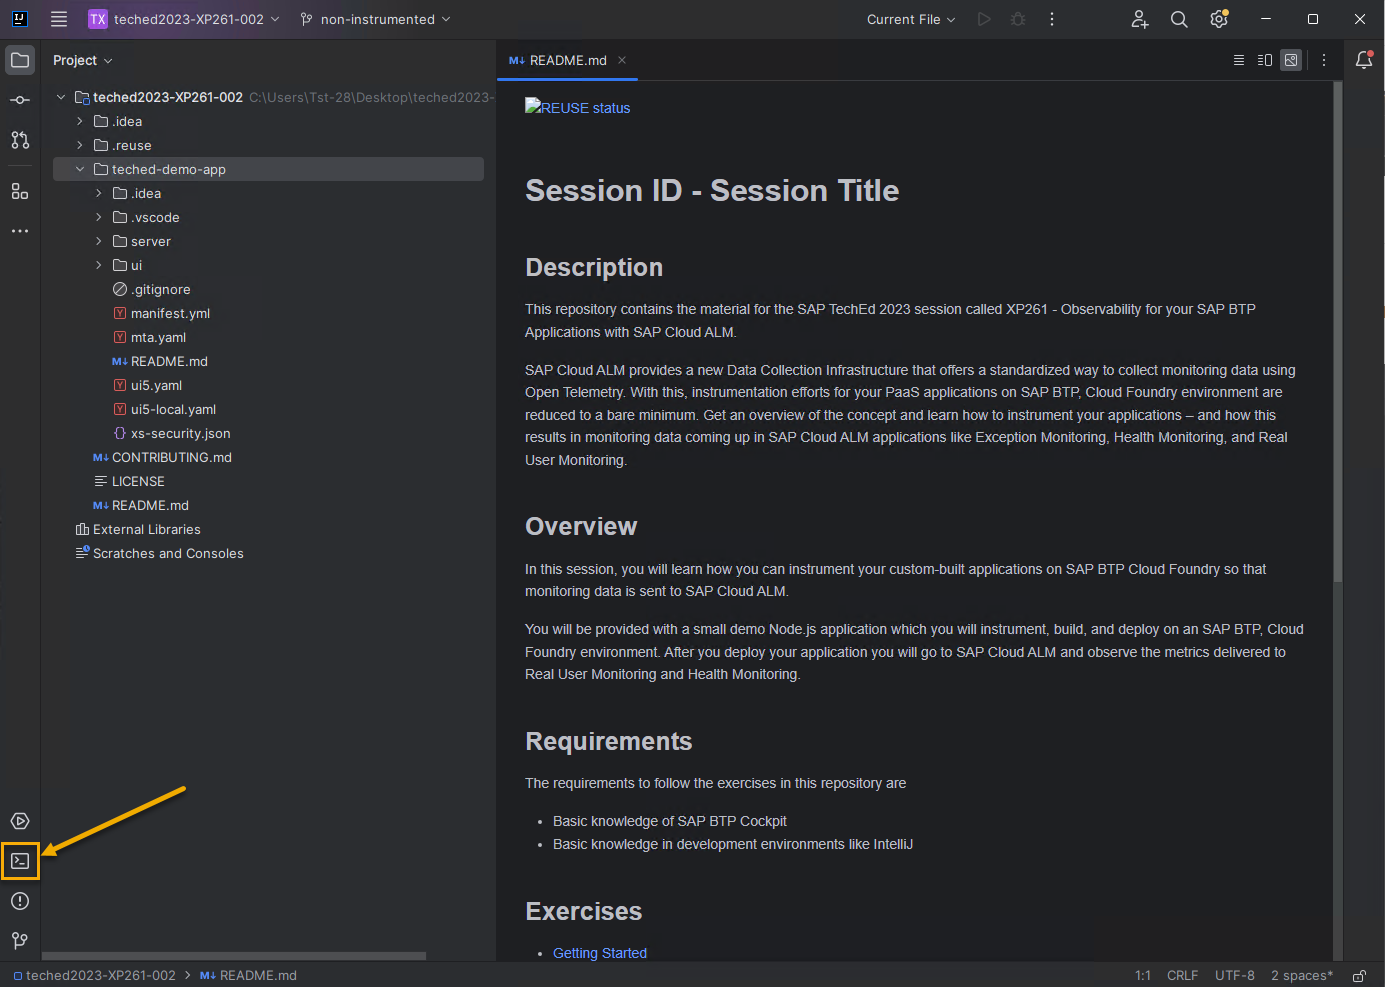 TX teched2023-XP261-002 non-instrumented Current File
Project
README.md
teched2023-XP261-002 C:\Users\Tst-28\Desktop\teched2023-
.idea
.reuse
teched-demo-app
.idea
.vscode
server
ui
.gitignore
manifest.yml
mta.yaml
README.md
ui5.yaml
ui5-local.yaml
xs-security.json
CONTRIBUTING.md
LICENSE
README.md
External Libraries
Scratches and Consoles
REUSE status
Session ID - Session Title
Description
This repository contains the material for the SAP TechEd 2023 session called XP261 - Observability for your SAP BTP
Applications with SAP Cloud ALM.
SAP Cloud ALM provides a new Data Collection Infrastructure that offers a standardized way to collect monitoring data using
Open Telemetry. With this, instrumentation efforts for your PaaS applications on SAP BTP, Cloud Foundry environment are
reduced to a bare minimum. Get an overview of the concept and learn how to instrument your applications – and how this
results in monitoring data coming up in SAP Cloud ALM applications like Exception Monitoring, Health Monitoring, and Real
User Monitoring.
Overview
In this session, you will learn how you can instrument your custom-built applications on SAP BTP Cloud Foundry so that
monitoring data is sent to SAP Cloud ALM.
You will be provided with a small demo Node.js application which you will instrument, build, and deploy on an SAP BTP, Cloud
Foundry environment. After you deploy your application you will go to SAP Cloud ALM and observe the metrics delivered to
Real User Monitoring and Health Monitoring.
Requirements
The requirements to follow the exercises in this repository are
• Basic knowledge of SAP BTP Cockpit
• Basic knowledge in development environments like IntelliJ
Exercises
• Getting Started
teched2023-XP261-002 > README.md
1:1 CRLF UTF-8 2 spaces*